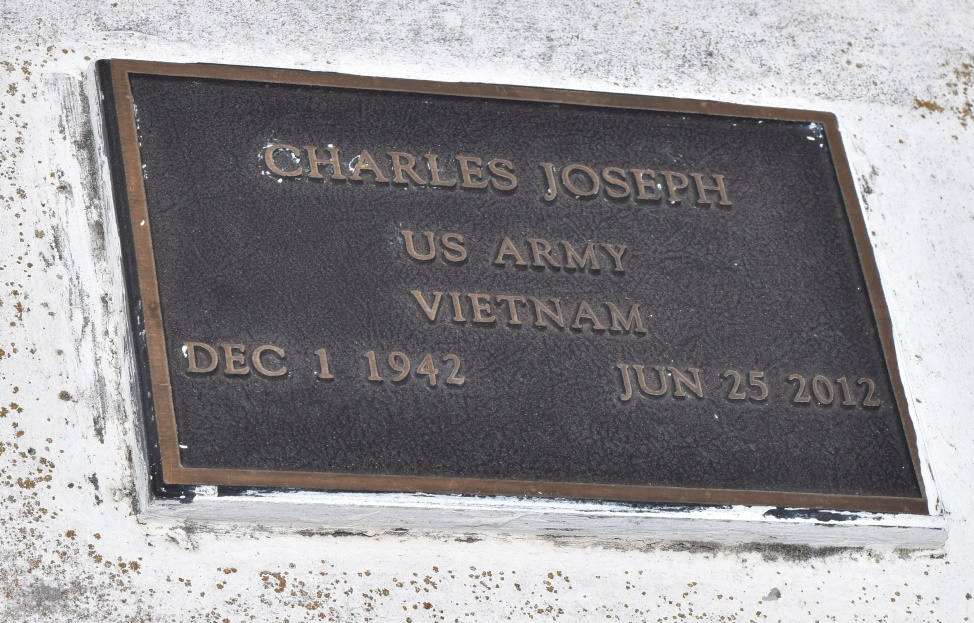 CHARLES JOSEPH
US ARMY
VIETNAM
DEC 1 1942 JUN 25 2012